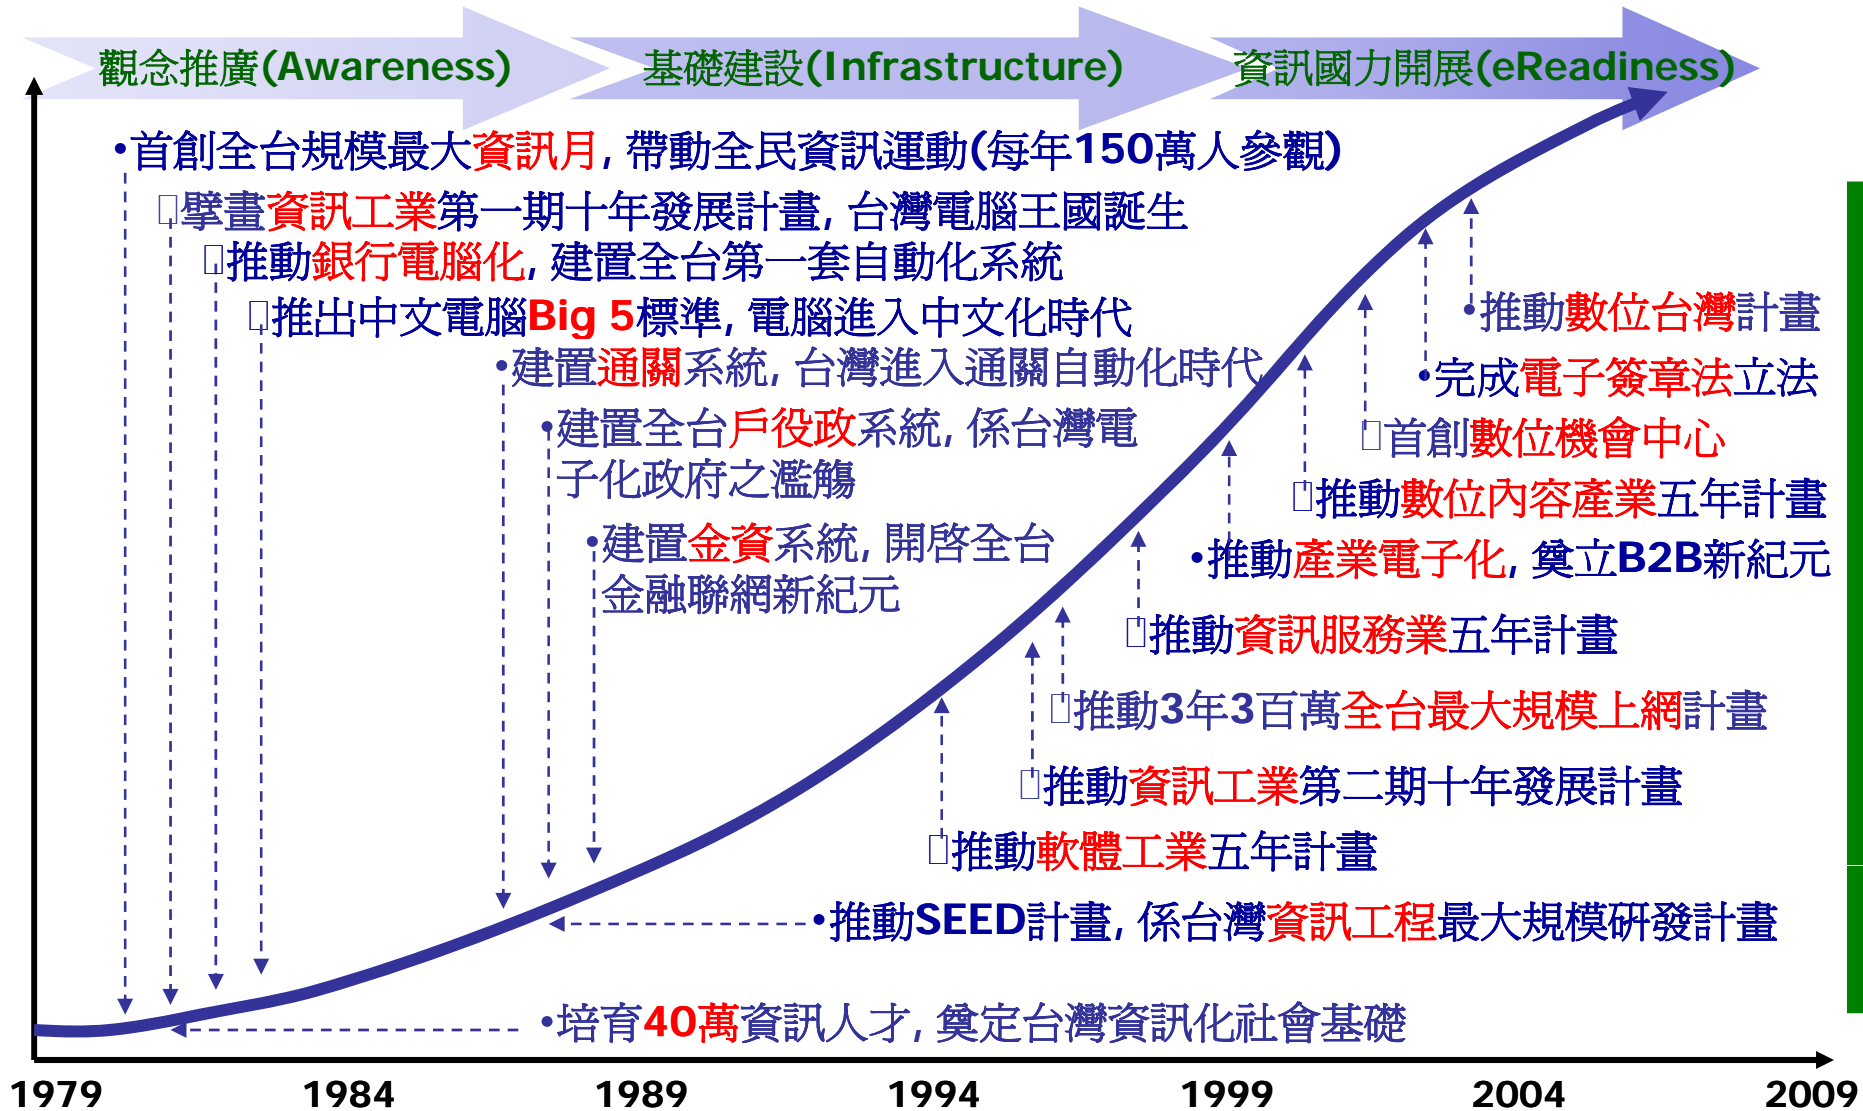 觀念推廣(Awareness)
基礎建設(Infrastructure)
資訊國力開展(eReadiness)
•首創全台規模最大資訊月, 帶動全民資訊運動(每年150萬人參觀)
擘畫資訊工業第一期十年發展計畫, 台灣電腦王國誕生
推動銀行電腦化, 建置全台第一套自動化系統
推出中文電腦Big 5標準, 電腦進入中文化時代
•建置通關系統, 台灣進入通關自動化時代
•建置全台戶役政系統, 係台灣電
子化政府之濫觴
•建置金資系統, 開啟全台
金融聯網新紀元
•推動數位台灣計畫
•完成電子簽章法立法
首創數位機會中心
推動數位內容產業五年計畫
•推動產業電子化, 奠立B2B新紀元
推動資訊服務業五年計畫
推動3年3百萬全台最大規模上網計畫
推動資訊工業第二期十年發展計畫
推動軟體工業五年計畫
•推動SEED計畫, 係台灣資訊工程最大規模研發計畫
•培育40萬資訊人才, 奠定台灣資訊化社會基礎
1979 1984 1989 1994 1999 2004 2009